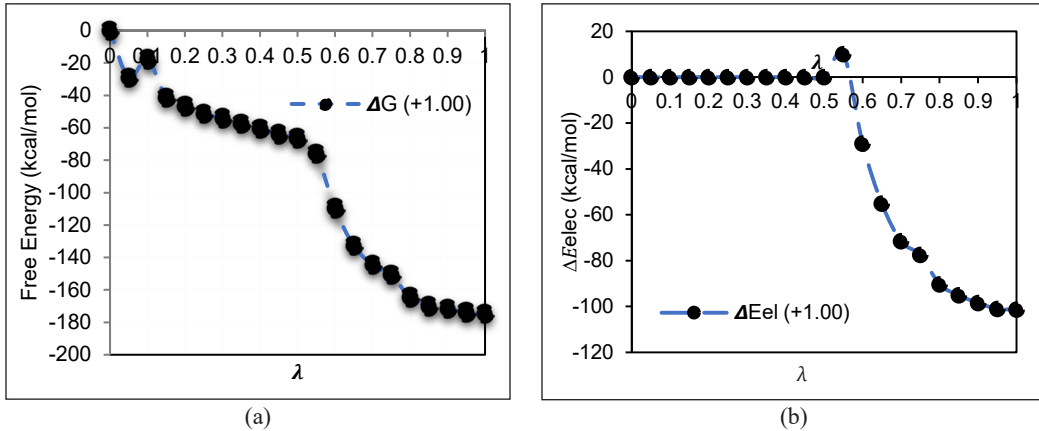 0
-20
-40
-60
-80
-100
-120
-140
-160
-180
-200
0 0.1 0.2 0.3 0.4 0.5 0.6 0.7 0.8 0.9 1
Free Energy (kcal/mol)
ΔG (+1.00)
λ
(a)
20
0
-20
-40
-60
-80
-100
-120
0 0.1 0.2 0.3 0.4 0.5 0.6 0.7 0.8 0.9 1
λ
ΔEelec (kcal/mol)
ΔEel (+1.00)
λ
(b)